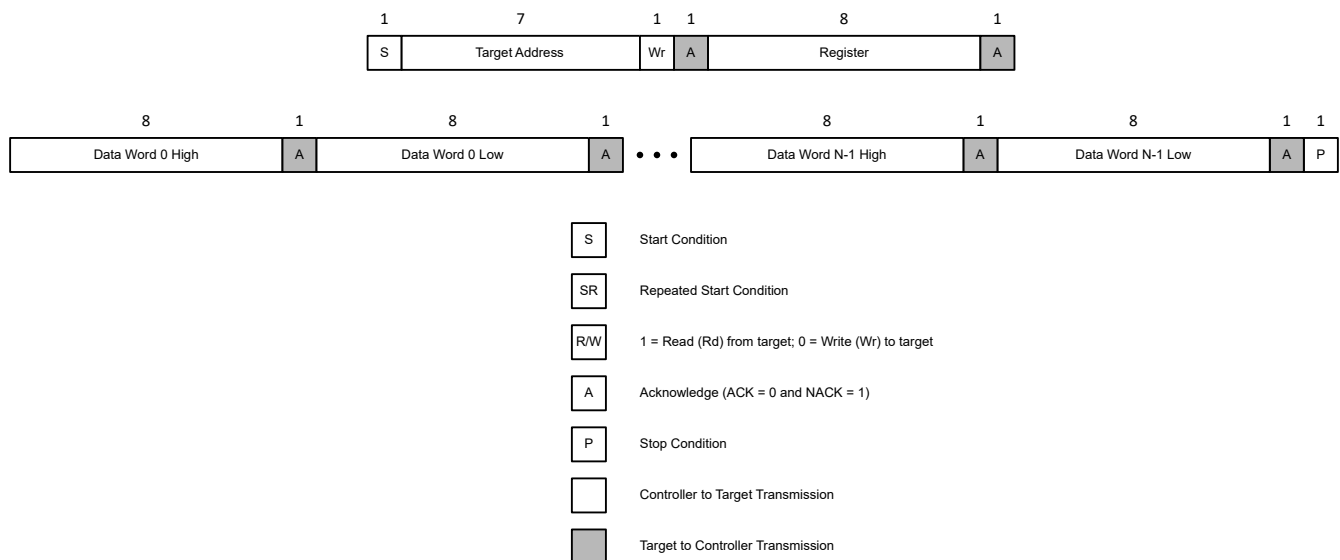 1 7 1 1 8 1
S Target Address Wr A Register A
8 1 8 1 8 1 8 1 1
Data Word 0 High A Data Word 0 Low A • • • Data Word N-1 High A Data Word N-1 Low A P
S Start Condition
SR Repeated Start Condition
R/W 1 = Read (Rd) from target; 0 = Write (Wr) to target
A Acknowledge (ACK = 0 and NACK = 1)
P Stop Condition
Controller to Target Transmission
Target to Controller Transmission